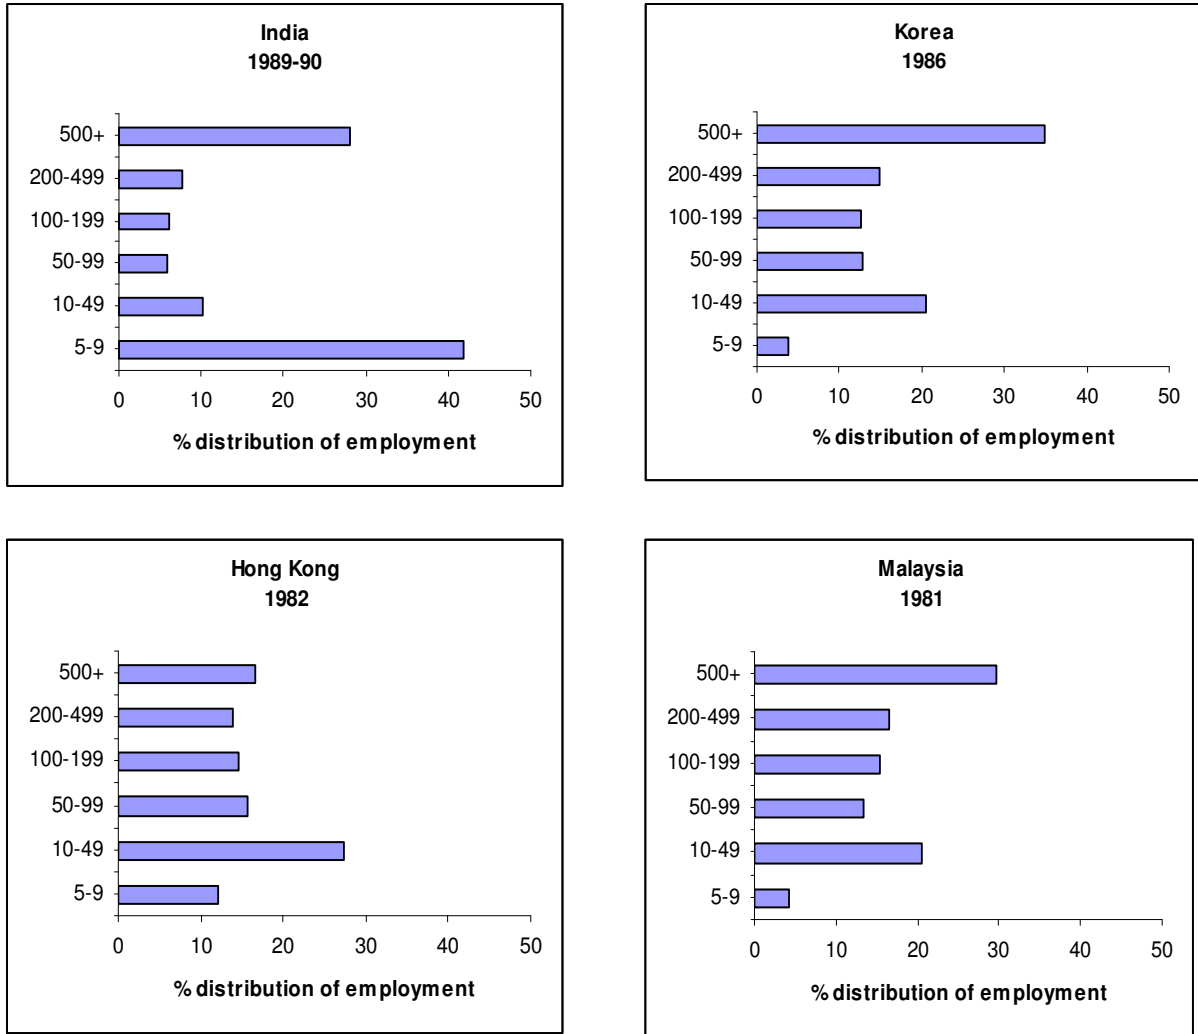 India
1989-90
500+
200-499
100-199
50-99
10-49
5-9
0 10 20 30 40 50
% distribution of employment
Korea
1986
500+
200-499
100-199
50-99
10-49
5-9
0 10 20 30 40 50
% distribution of employment
Hong Kong
1982
500+
200-499
100-199
50-99
10-49
5-9
0 10 20 30 40 50
% distribution of employment
Malaysia
1981
500+
200-499
100-199
50-99
10-49
5-9
0 10 20 30 40 50
% distribution of employment